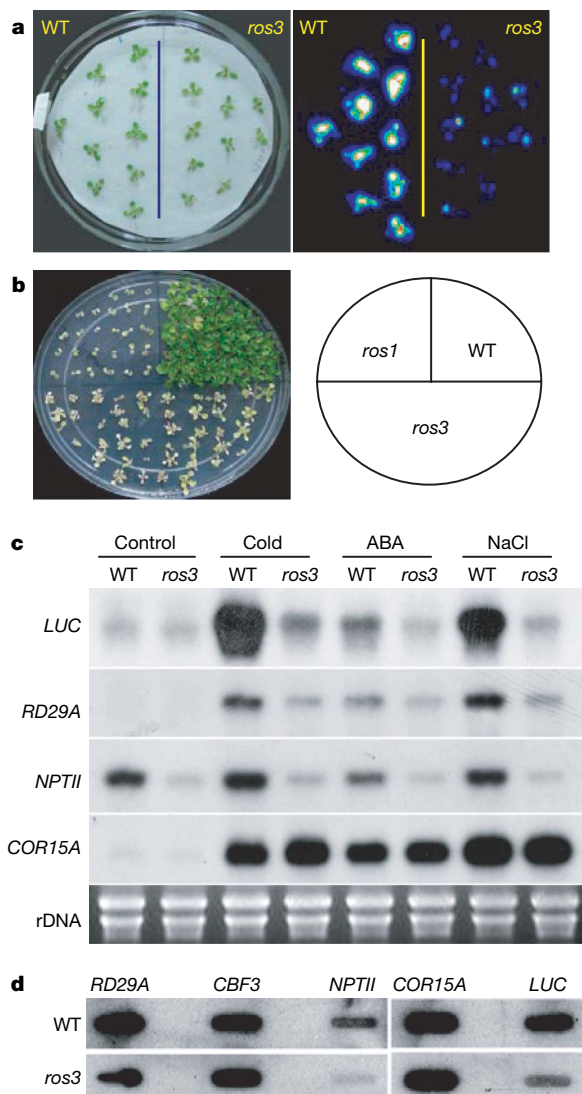 a
WT ros3 WT ros3
b
ros1 WT
ros3
c
Control Cold ABA NaCl
WT ros3 WT ros3 WT ros3 WT ros3
LUC
RD29A
NPTII
COR15A
rDNA
d
RD29A CBF3 NPTII COR15A LUC
WT
ros3